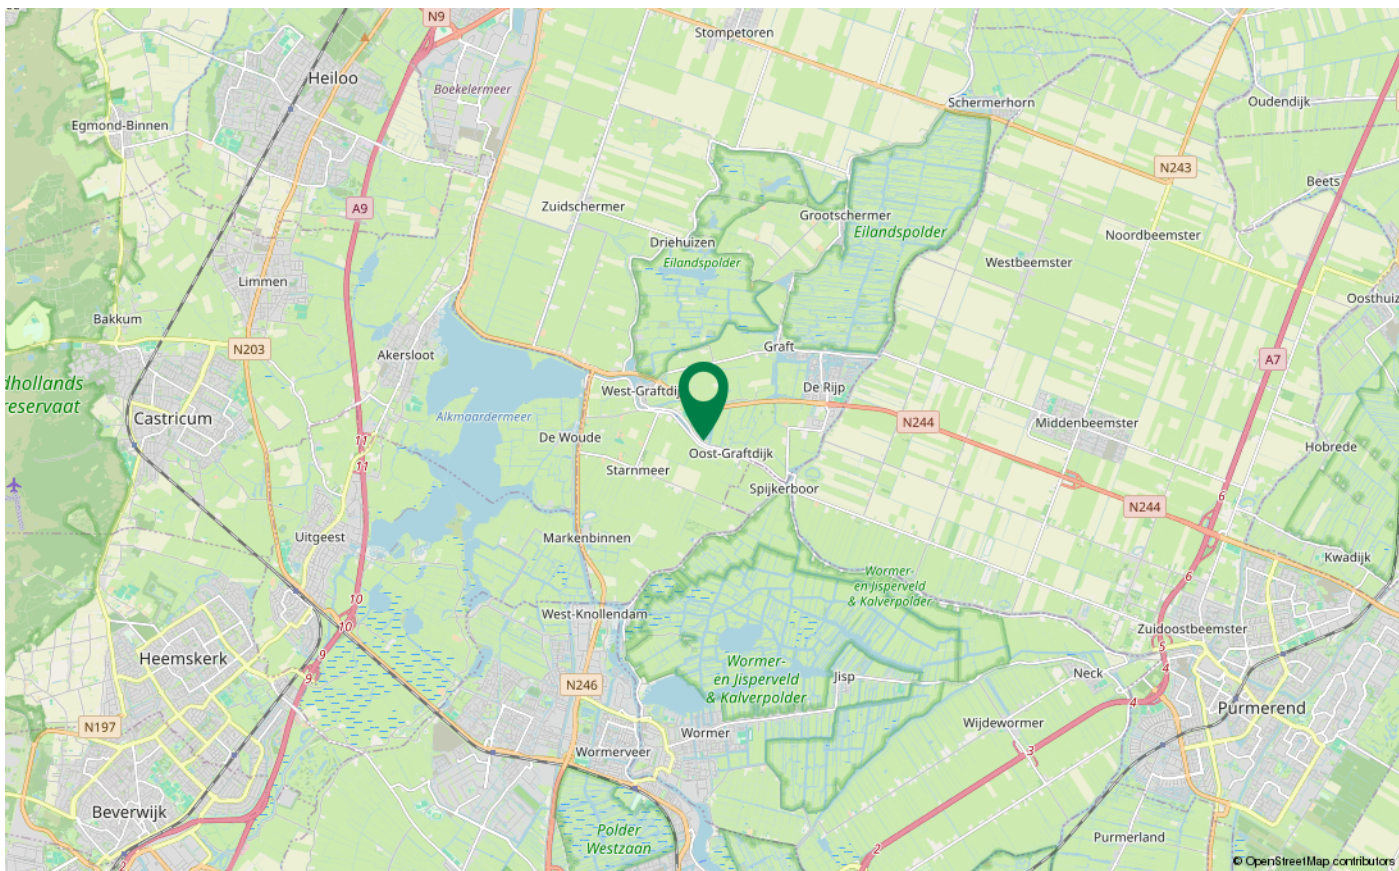 N9
Stompetoren
Heiloo
Boekelermeer
Schermerhorn
Oudendijk
Egmond-Binnen
N243
Beets
A9
Zuidschermer
Grootschermer
Eilandspolder
Noordbeemster
Driehuizen
Eilandspolder
Westbeemster
Limmen
Oosthuiz
Bakkum
N203
Akersloot
Graft
A7
dhollands
reservaat
West-Graftdij
De Rijp
Castricum
Alkmaardermeer
N244
Middenbeemster
11
De Woude
Oost-Graftdijk
Hobrede
11
Starnmeer
Spijkerboor
6
N244
Uitgeest
Markenbinnen
Kwadijk
Wormer-
en Jisperveld
& Kalverpolder
6
10
West-Knollendam
10
Zuidoostbeemster
5
Heemskerk
9
9
Wormer-
en Jisperveld
& Kalverpolder
Jisp
Neck
4
N246
4
Purmerend
N197
Wijdewormer
Wormer
Wormerveer
3
Beverwijk
Polder
Westzaan
Purmerland
2
2
© OpenStreetMap contributors